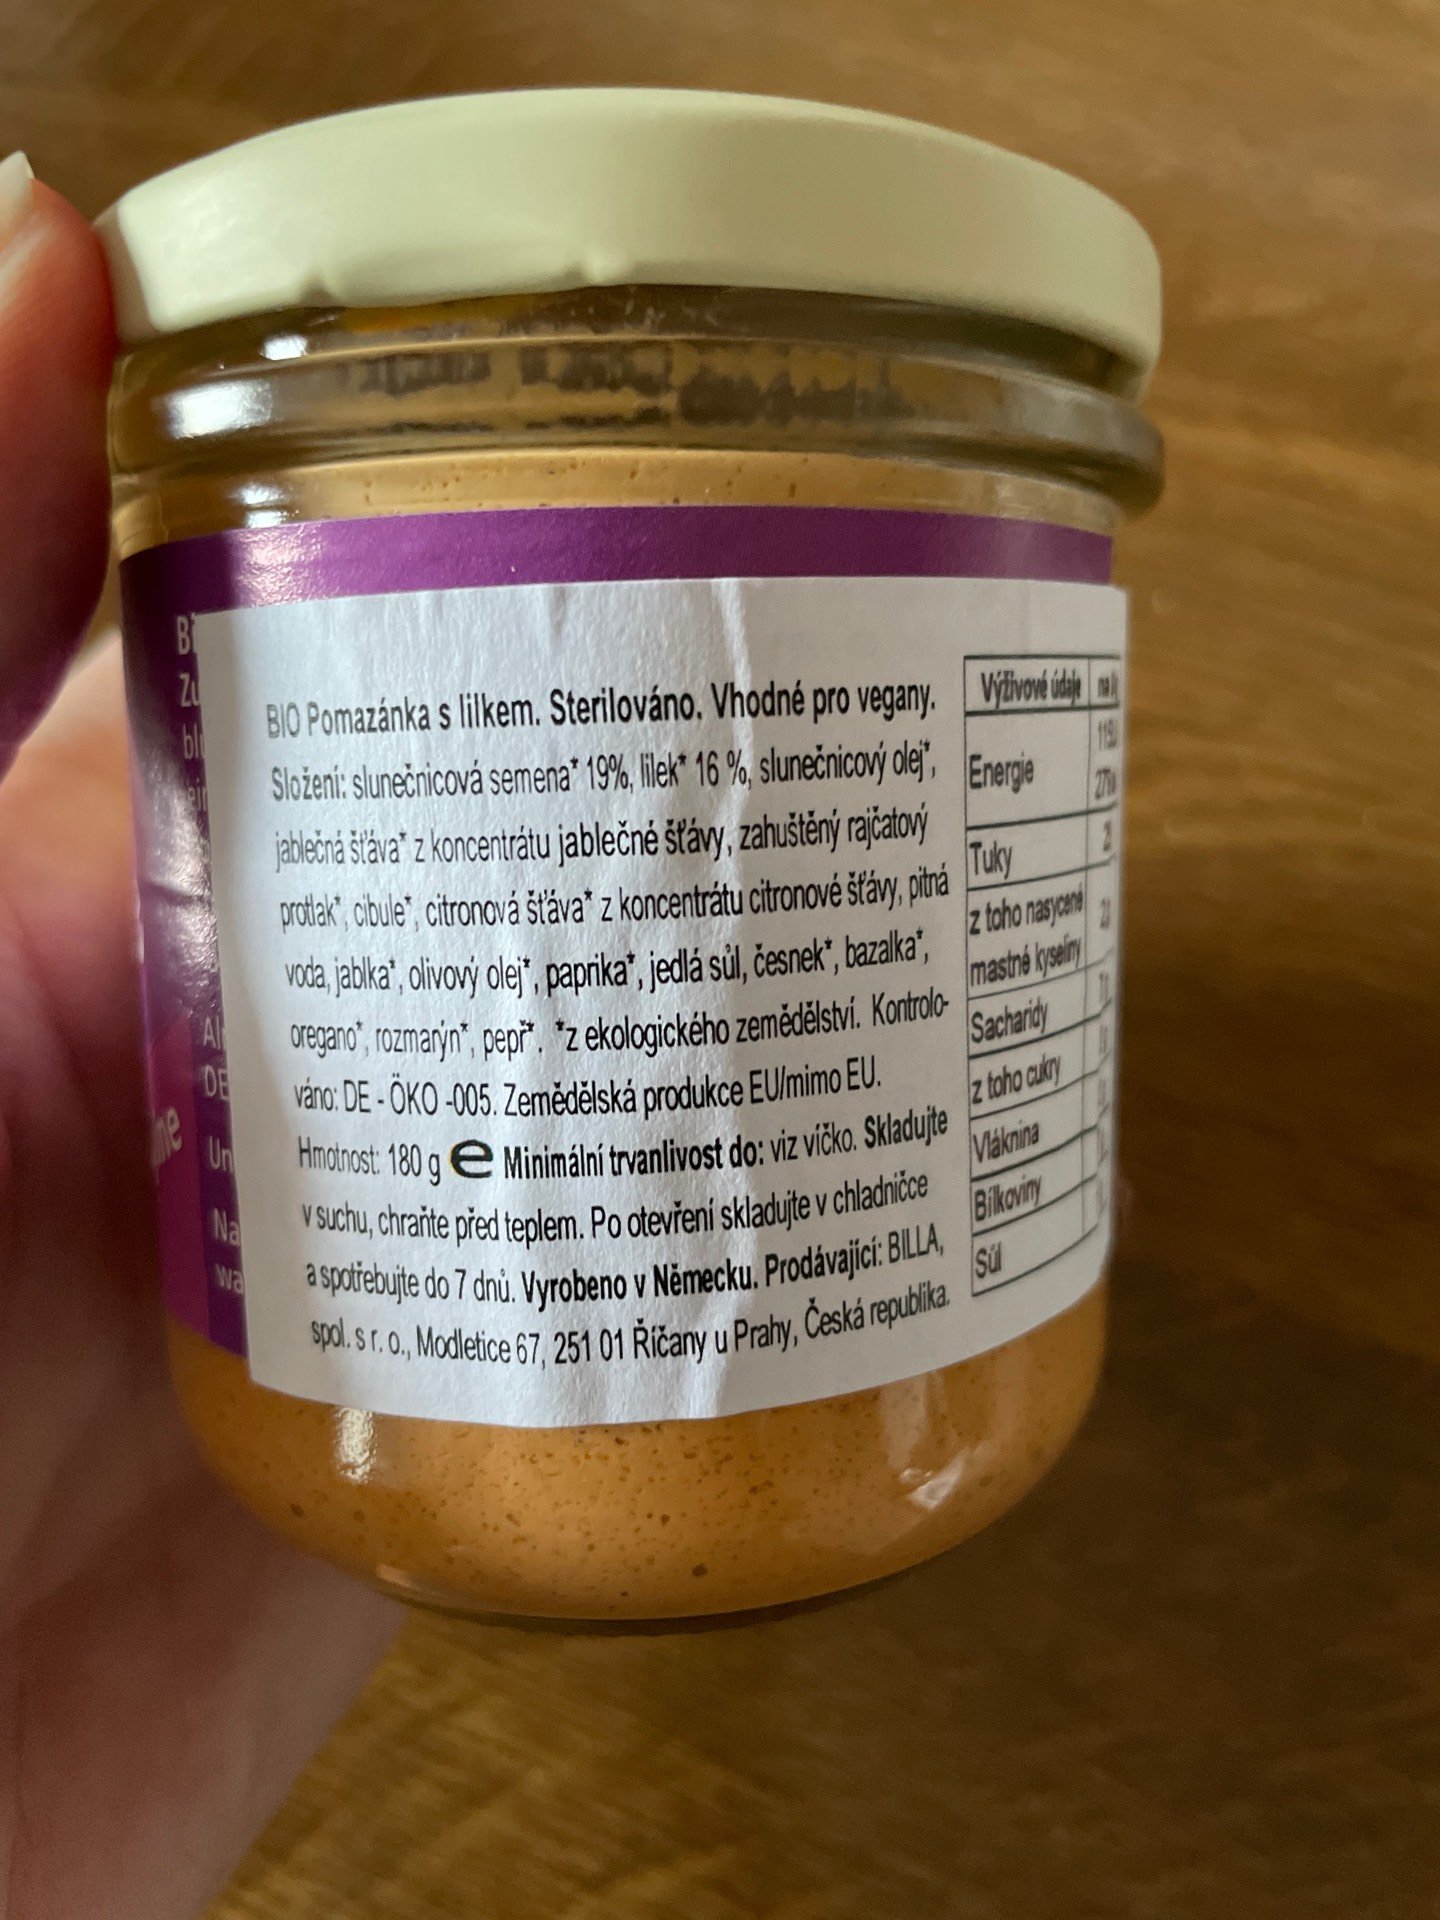 BIO Pomazánka s lilkem. Sterilováno. Vhodné pro vegany.
Složení: slunečnicová semena* 19%, lilek* 16 %, slunečnicový olej*,
jablečná šťáva* z koncentrátu jablečné šťávy, zahuštěný rajčatový
protlak*, cibule*, citronová šťáva* z koncentrátu citronové šťávy, pitná
voda, jablka*, olivový olej*, paprika*, jedlá sůl, česnek*, bazalka*,
oregano*, rozmarýn*, pepř*. *z ekologického zemědělství. Kontrolo-
váno: DE - ÖKO -005. Zemědělská produkce EU/mimo EU.
Hmotnost: 180 g e Minimální trvanlivost do: viz víčko. Skladujte
v suchu, chraňte před teplem. Po otevření skladujte v chladničce
a spotřebujte do 7 dnů. Vyrobeno v Německu. Prodávající: BILLA,
spol. s r. o., Modletice 67, 251 01 Říčany u Prahy, Česká republika.
Výživové údaje na
Energie
Tuky
z toho nasycené
mastné kyseliny
Sacharidy
z toho cukry
Vláknina
Bílkoviny
Sůl